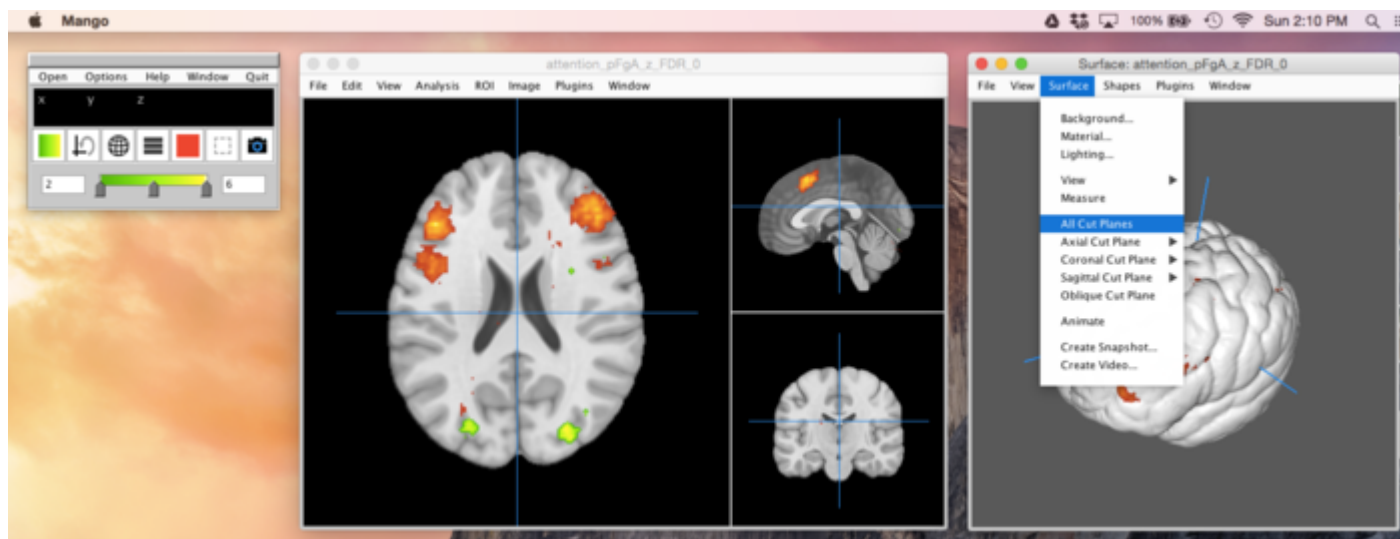 Mango 100% Sun 2:10 PM
Open Options Help Window Quit
x y z
2 6
attention_pFgA_z_FDR_0
File Edit View Analysis ROI Image Plugins Window
Surface: attention_pFgA_z_FDR_0
File View Surface Shapes Plugins Window
Background...
Material...
Lighting...
View
Measure
All Cut Planes
Axial Cut Plane
Coronal Cut Plane
Sagittal Cut Plane
Oblique Cut Plane
Animate
Create Snapshot...
Create Video...